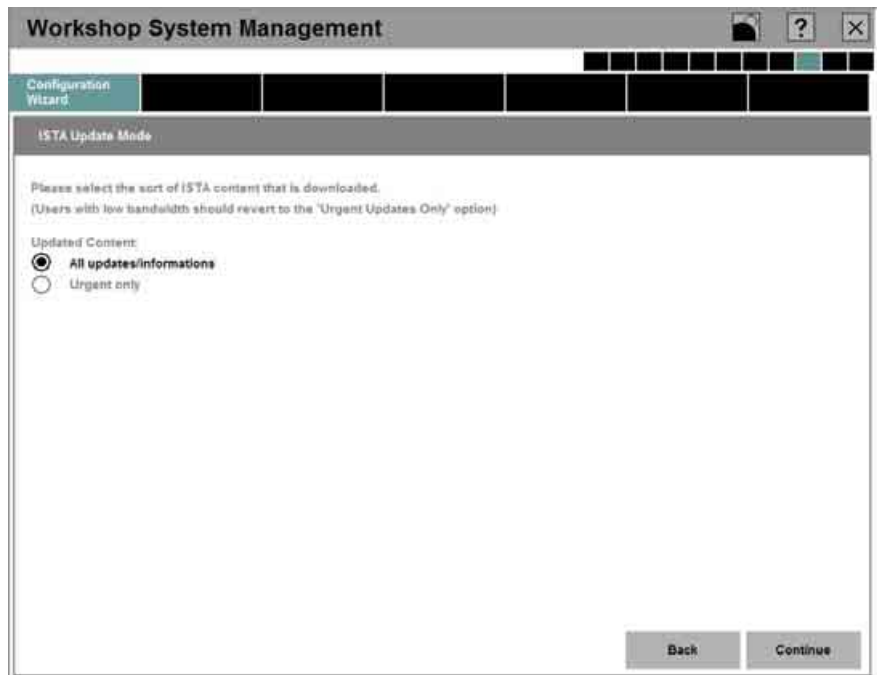 Workshop System Management
?
Configuration
Wizard
ISTA Update Mode
Please select the sort of ISTA content that is downloaded.
(Users with low bandwidth should revert to the 'Urgent Updates Only' option)
Updated Content
All updates/informations
Urgent only
Back
Continue